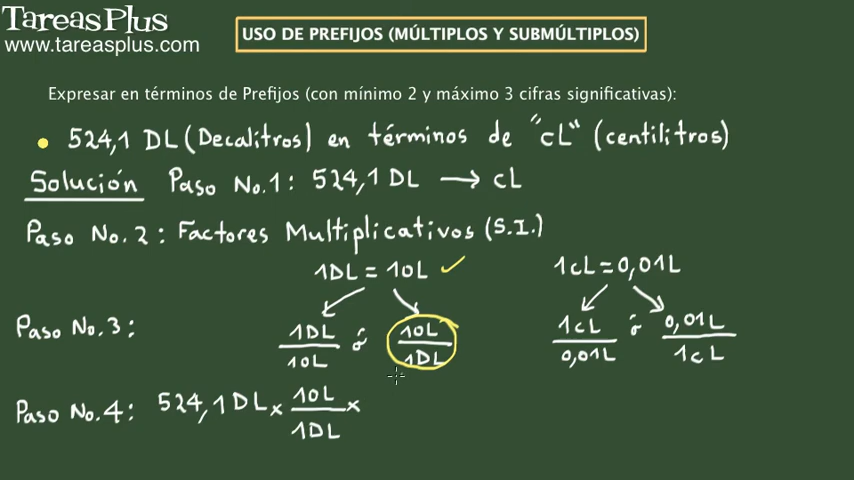 TareasPlus
www.tareasplus.com
USO DE PREFIJOS (MÚLTIPLOS Y SUBMÚLTIPLOS)
Expresar en términos de Prefijos (con mínimo 2 y máximo 3 cifras significativas):
• 524,1 DL (Decalitros) en términos de "cL" (centilitros)
Solución Paso No.1: 524,1 DL → cL
Paso No. 2: Factores Multiplicativos (S.I.)
1DL = 10L ✓ 1cL = 0,01L
Paso No. 3: 1DL/10L ó 10L/1DL 1cL/0,01L ó 0,01L/1cL
Paso No. 4: 524,1 DL x 10L/1DL x